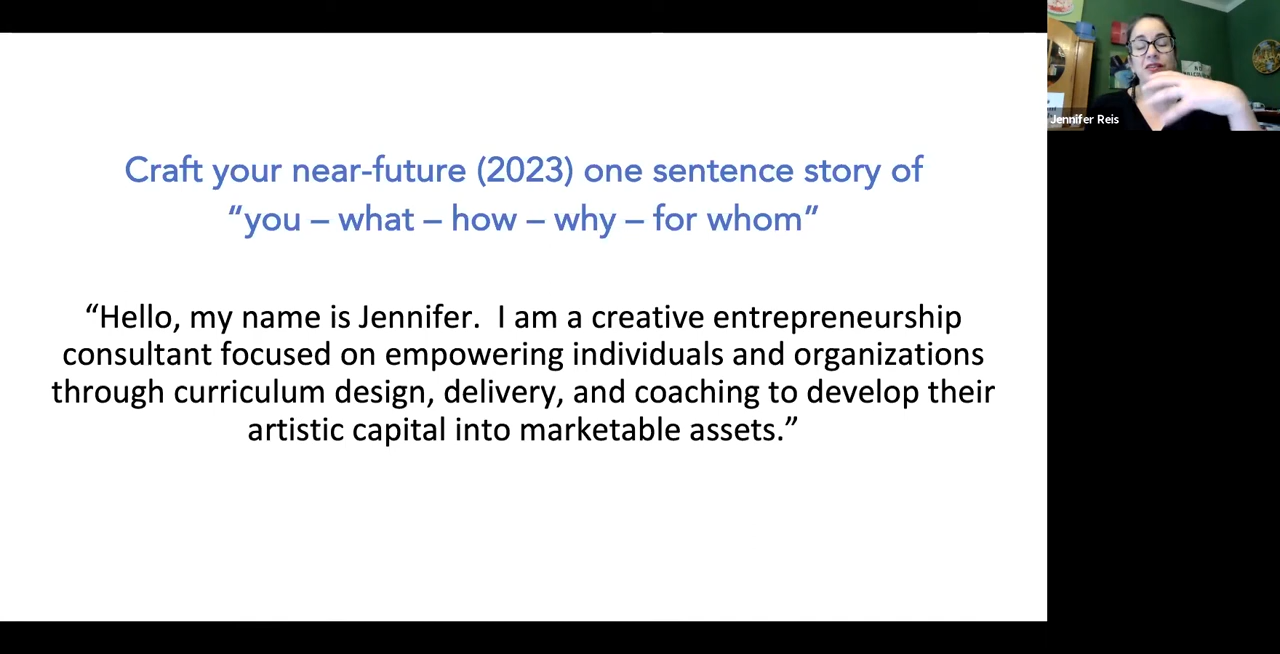 Craft your near-future (2023) one sentence story of
“you – what – how – why – for whom”
“Hello, my name is Jennifer.  I am a creative entrepreneurship
consultant focused on empowering individuals and organizations
through curriculum design, delivery, and coaching to develop their
artistic capital into marketable assets.”
NO
Jennifer Reis